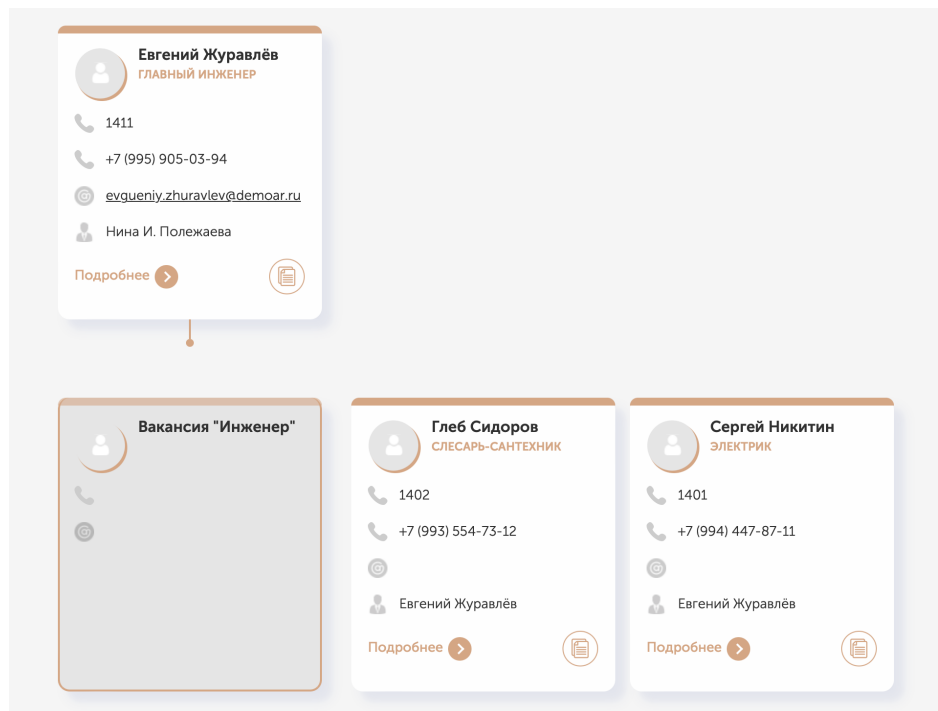 Евгений Журавлёв
ГЛАВНЫЙ ИНЖЕНЕР
1411
+7 (995) 905-03-94
evgueniy.zhuravlev@demoar.ru
Нина И. Полежаева
Подробнее
Вакансия "Инженер"
Глеб Сидоров
СЛЕСАРЬ-САНТЕХНИК
1402
+7 (993) 554-73-12
Евгений Журавлёв
Подробнее
Сергей Никитин
ЭЛЕКТРИК
1401
+7 (994) 447-87-11
Евгений Журавлёв
Подробнее